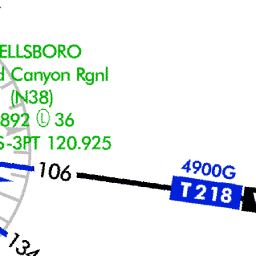 ELLSBORO
d Canyon Rgnl
(N38)
892 Ⓛ 36
S-3PT 120.925
4900G
106
T218
134